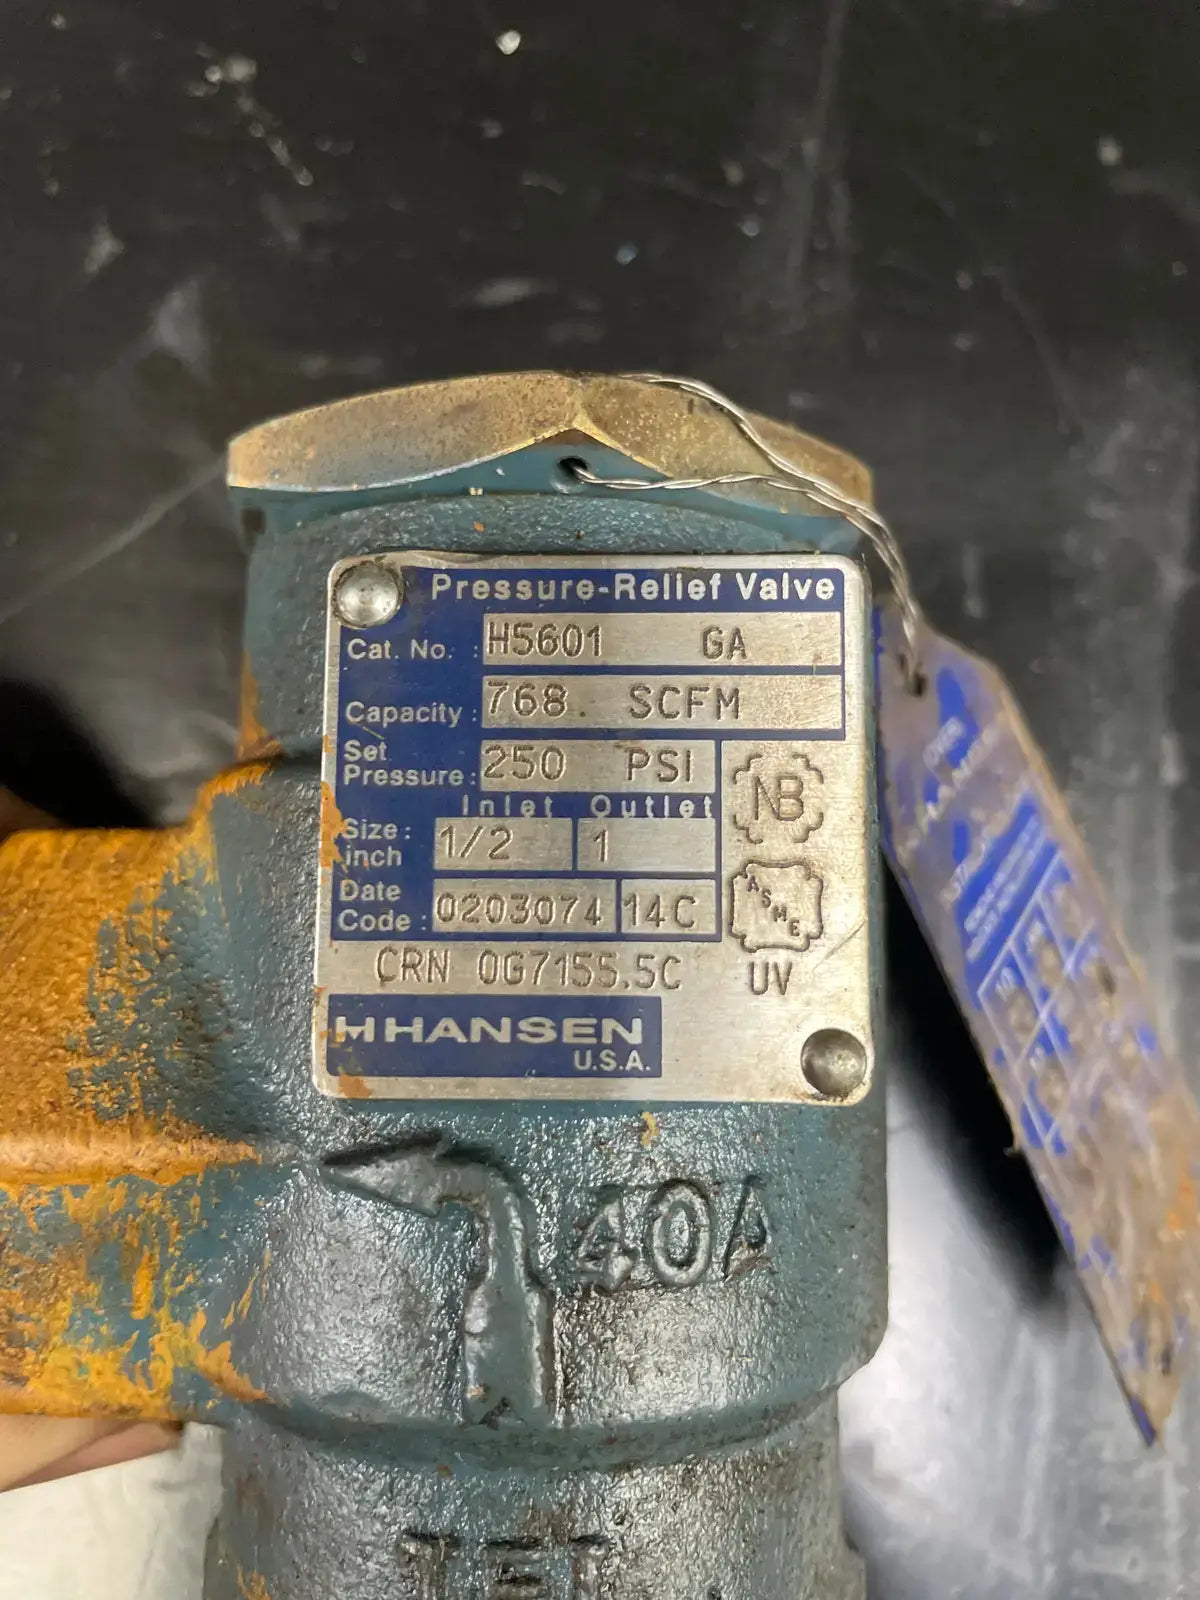 Pressure-Relief Valve
Cat. No. : H5601 GA
Capacity : 768. SCFM
Set Pressure: 250 PSI
Inlet Outlet
Size: inch 1/2 1
NB
Date Code: 0203074 14C
ASME
UV
CRN 0G7155.5C
HANSEN
U.S.A.
40A